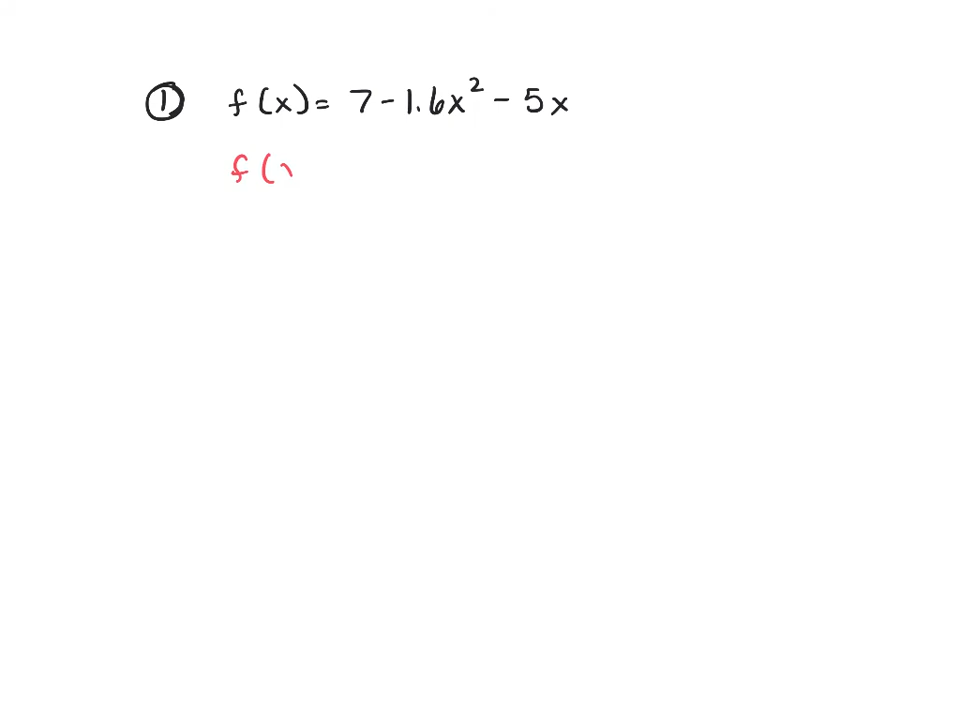 ① f(x) = 7 - 1.6x² - 5x
f(